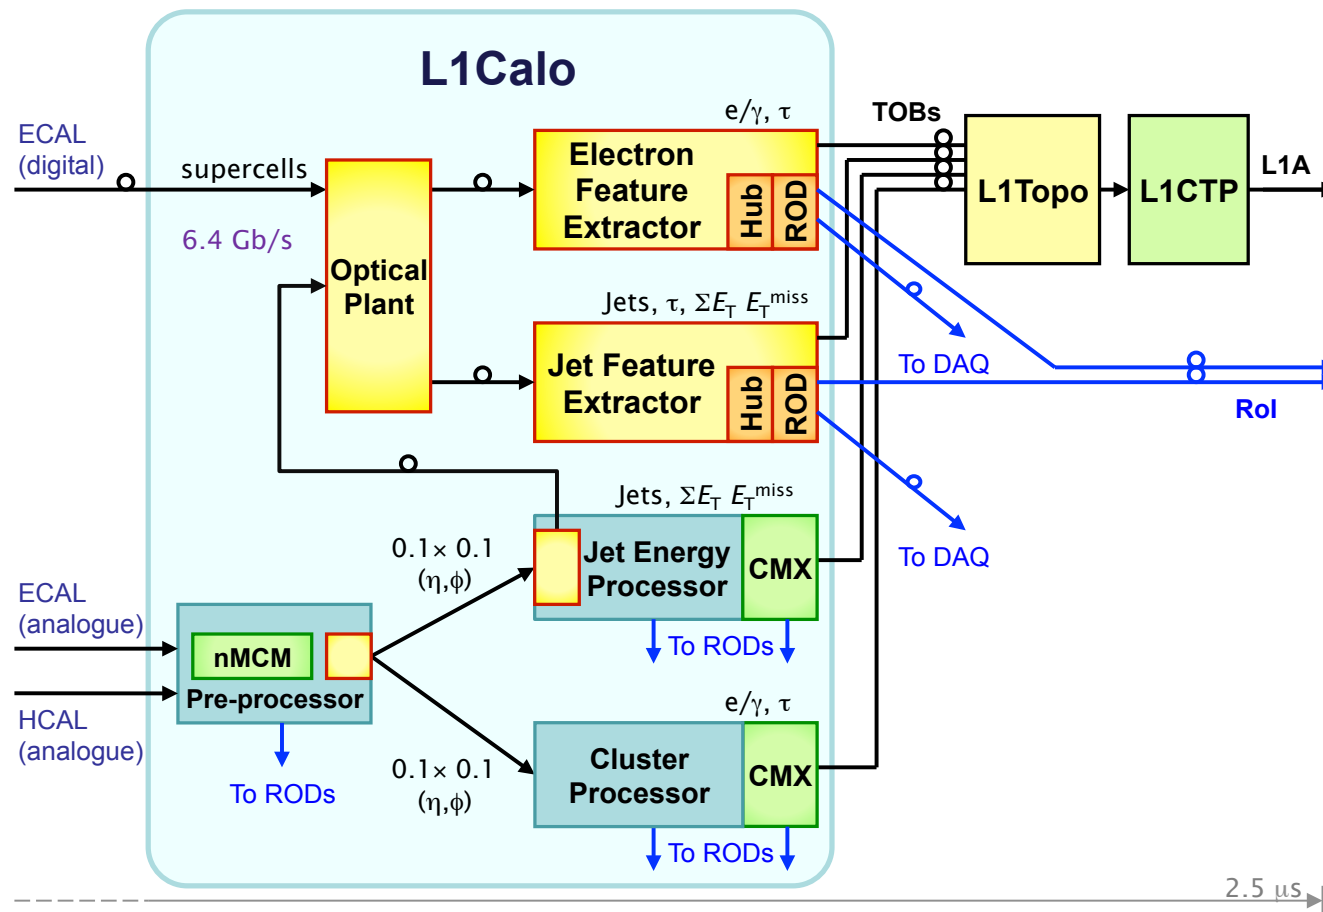 L1Calo
e/γ, τ
TOBs
ECAL
(digital)
supercells
6.4 Gb/s
Optical
Plant
Electron
Feature
Extractor
Hub
ROD
L1Topo
L1CTP
L1A
Jets, τ, ΣE_T E_T^miss
To DAQ
Jet Feature
Extractor
Hub
ROD
RoI
Jets, ΣE_T E_T^miss
To DAQ
0.1× 0.1
(η,ϕ)
Jet Energy
Processor
CMX
To RODs
ECAL
(analogue)
nMCM
Pre-processor
HCAL
(analogue)
To RODs
e/γ, τ
0.1× 0.1
(η,ϕ)
Cluster
Processor
CMX
To RODs
2.5 μs